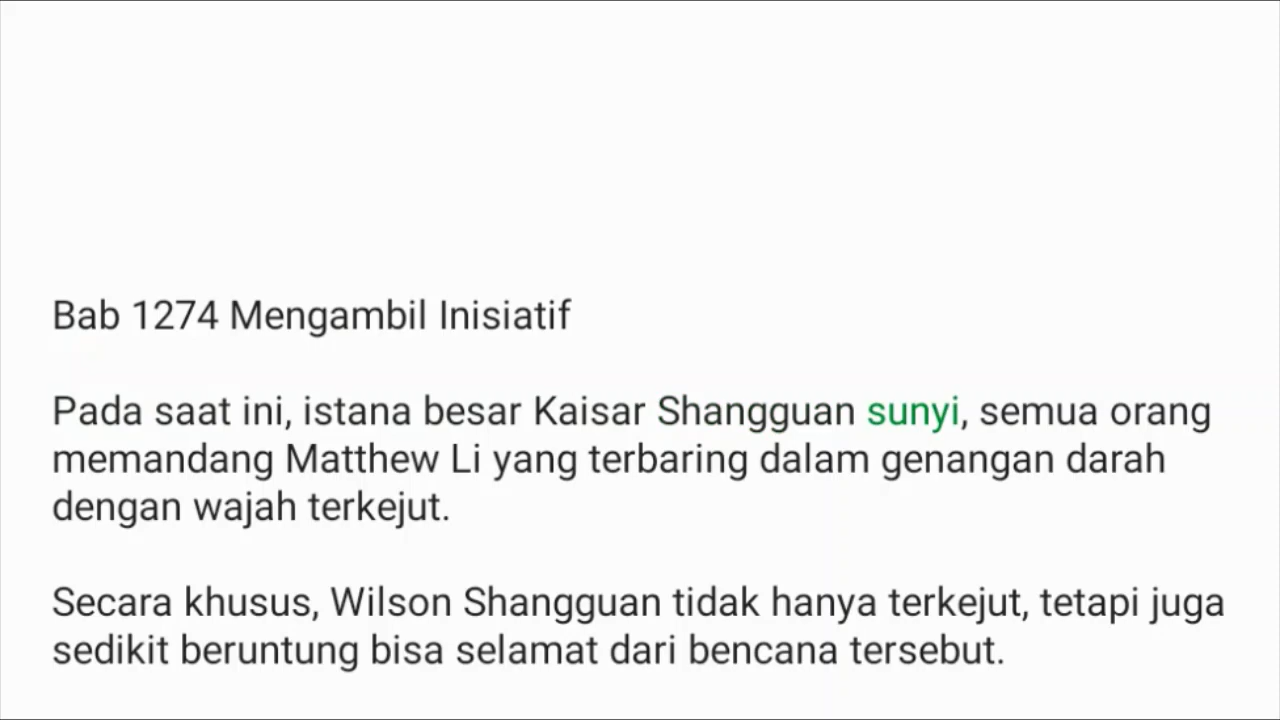 Bab 1274 Mengambil Inisiatif
Pada saat ini, istana besar Kaisar Shangguan sunyi, semua orang
memandang Matthew Li yang terbaring dalam genangan darah
dengan wajah terkejut.
Secara khusus, Wilson Shangguan tidak hanya terkejut, tetapi juga
sedikit beruntung bisa selamat dari bencana tersebut.